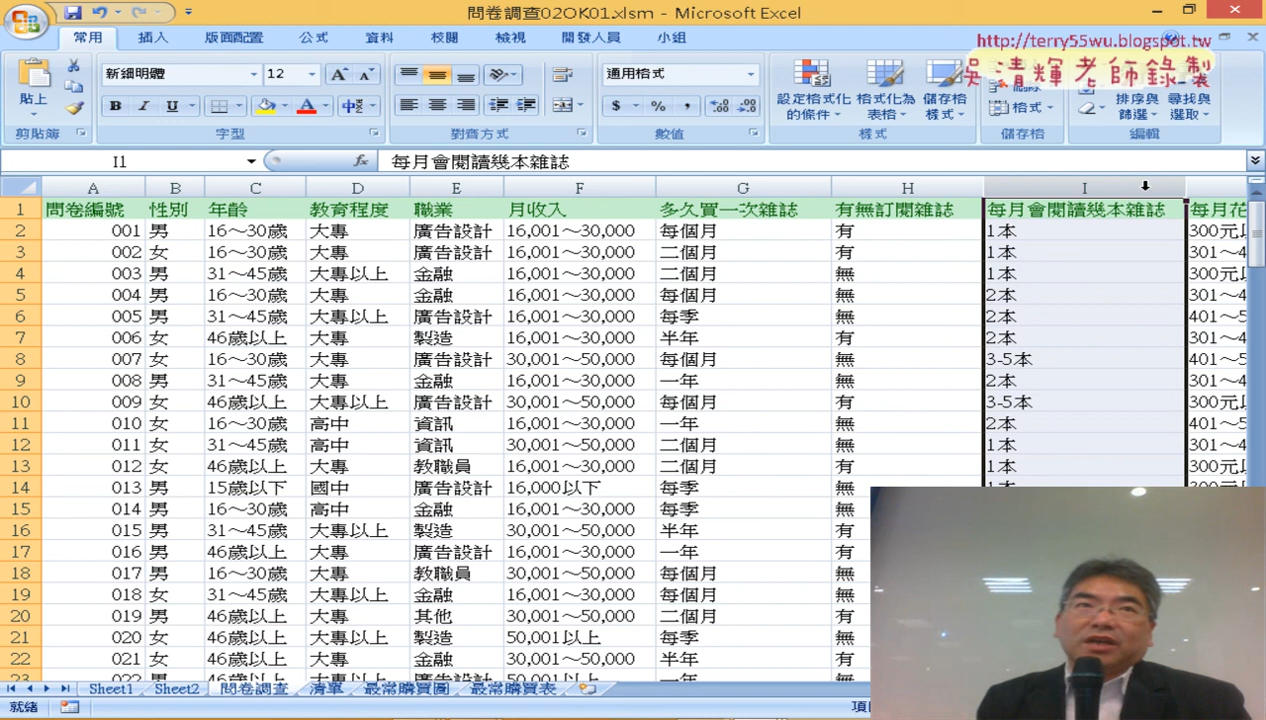 問卷調查02OK01.xlsm - Microsoft Excel
常用 插入 版面配置 公式 資料 校閱 檢視 開發人員 小組
http://terry55wu.blogspot.tw
吳清輝老師錄製
貼上 新細明體 12 通用格式 設定格式化的條件 格式化為表格 儲存格樣式 格式 排序與篩選 尋找與選取
剪貼簿 字型 對齊方式 數值 樣式 儲存格 編輯
I1 fx 每月會閱讀幾本雜誌
A B C D E F G H I
1 問卷編號 性別 年齡 教育程度 職業 月收入 多久買一次雜誌 有無訂閱雜誌 每月會閱讀幾本雜誌 每月花
2 001 男 16～30歲 大專 廣告設計 16,001～30,000 每個月 有 1本 300元以
3 002 女 16～30歲 大專 廣告設計 16,001～30,000 二個月 有 1本 301～4
4 003 男 31～45歲 大專以上 金融 16,001～30,000 二個月 無 1本 300元以
5 004 男 16～30歲 大專 金融 16,001～30,000 每個月 有 2本 301～4
6 005 男 31～45歲 大專以上 廣告設計 16,001～30,000 每季 無 2本 401～5
7 006 女 46歲以上 大專 製造 16,001～30,000 半年 有 2本 301～4
8 007 女 16～30歲 大專 廣告設計 30,001～50,000 每個月 無 3-5本 401～5
9 008 男 31～45歲 大專 金融 16,001～30,000 一年 無 2本 301～4
10 009 女 46歲以上 大專以上 廣告設計 30,001～50,000 每個月 有 3-5本 300元以
11 010 女 16～30歲 高中 資訊 16,001～30,000 一年 無 2本 401～5
12 011 女 31～45歲 高中 資訊 30,001～50,000 二個月 無 1本 301～4
13 012 女 46歲以上 大專 教職員 16,001～30,000 二個月 有 1本 300元以
14 013 男 15歲以下 國中 廣告設計 16,000以下 每季 無 1本
15 014 男 16～30歲 高中 金融 16,001～30,000 每季 無
16 015 男 31～45歲 大專以上 製造 30,001～50,000 半年 有
17 016 男 46歲以上 大專 廣告設計 30,001～50,000 一年 有
18 017 男 16～30歲 大專 教職員 30,001～50,000 每個月 無
19 018 女 31～45歲 大專 金融 16,001～30,000 每個月 無
20 019 男 46歲以上 大專 其他 30,001～50,000 二個月 有
21 020 女 46歲以上 大專以上 製造 50,001以上 每季 無
22 021 女 46歲以上 大專 金融 30,001～50,000 半年 有
Sheet1 Sheet2 問卷調查 清單 最常購買圖 最常購買表
就緒